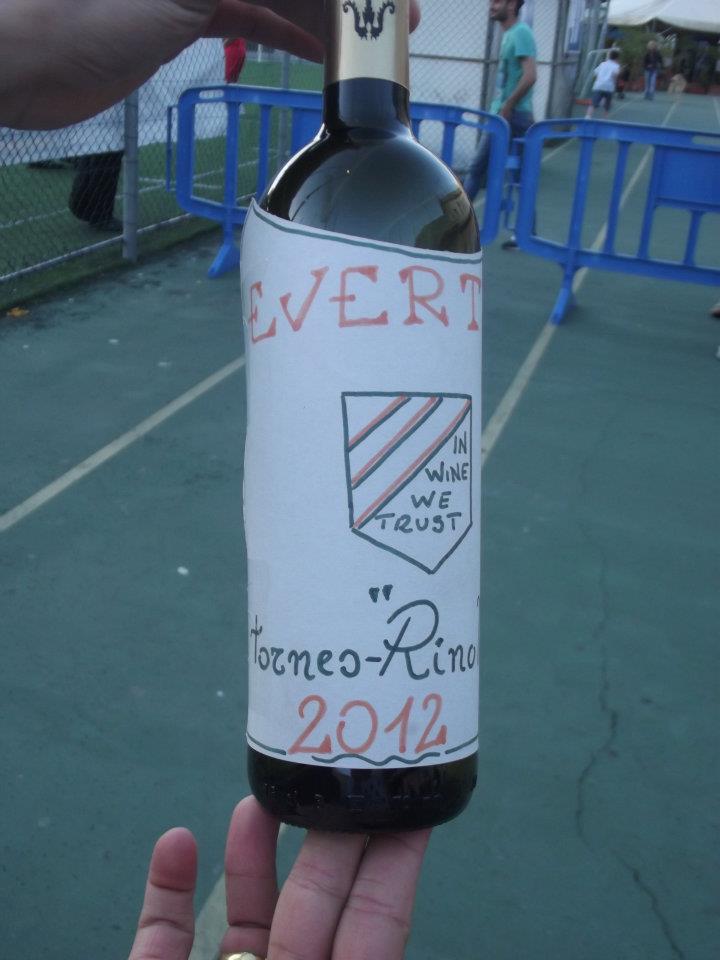 EVERT
IN
WINE
WE
TRUST
"
Torneo-Rino
2012